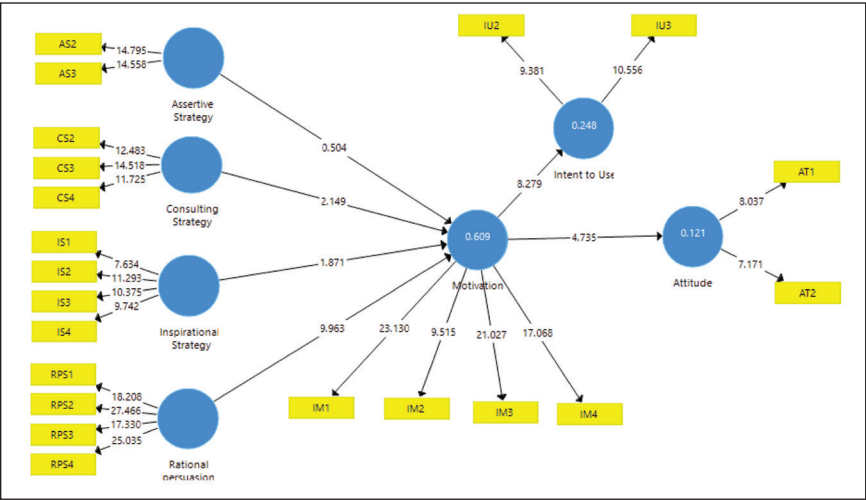 IU2
IU3
AS2
14.795
14.558
AS3
Assertive
Strategy
9.381
10.556
0.248
Intent to Use
CS2
12.483
CS3
14.518
11.725
CS4
Consulting
Strategy
0.504
2.149
8.279
AT1
8.037
0.609
4.735
0.121
Motivation
Attitude
7.171
AT2
IS1
7.634
IS2
11.293
IS3
10.375
9.742
IS4
Inspirational
Strategy
1.871
9.963
23.130
9.515
21.027
17.068
IM1
IM2
IM3
IM4
RPS1
18.208
RPS2
27.466
RPS3
17.330
25.035
RPS4
Rational
persuasion